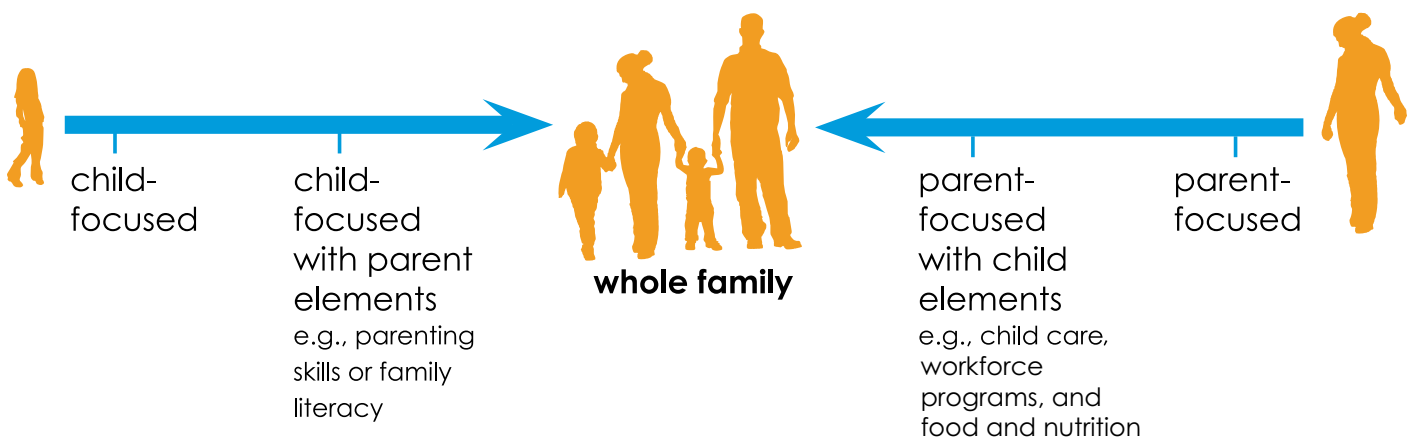 child-
focused
child-
focused
with parent
elements
e.g., parenting
skills or family
literacy
whole family
parent-
focused
with child
elements
e.g., child care,
workforce
programs, and
food and nutrition
parent-
focused